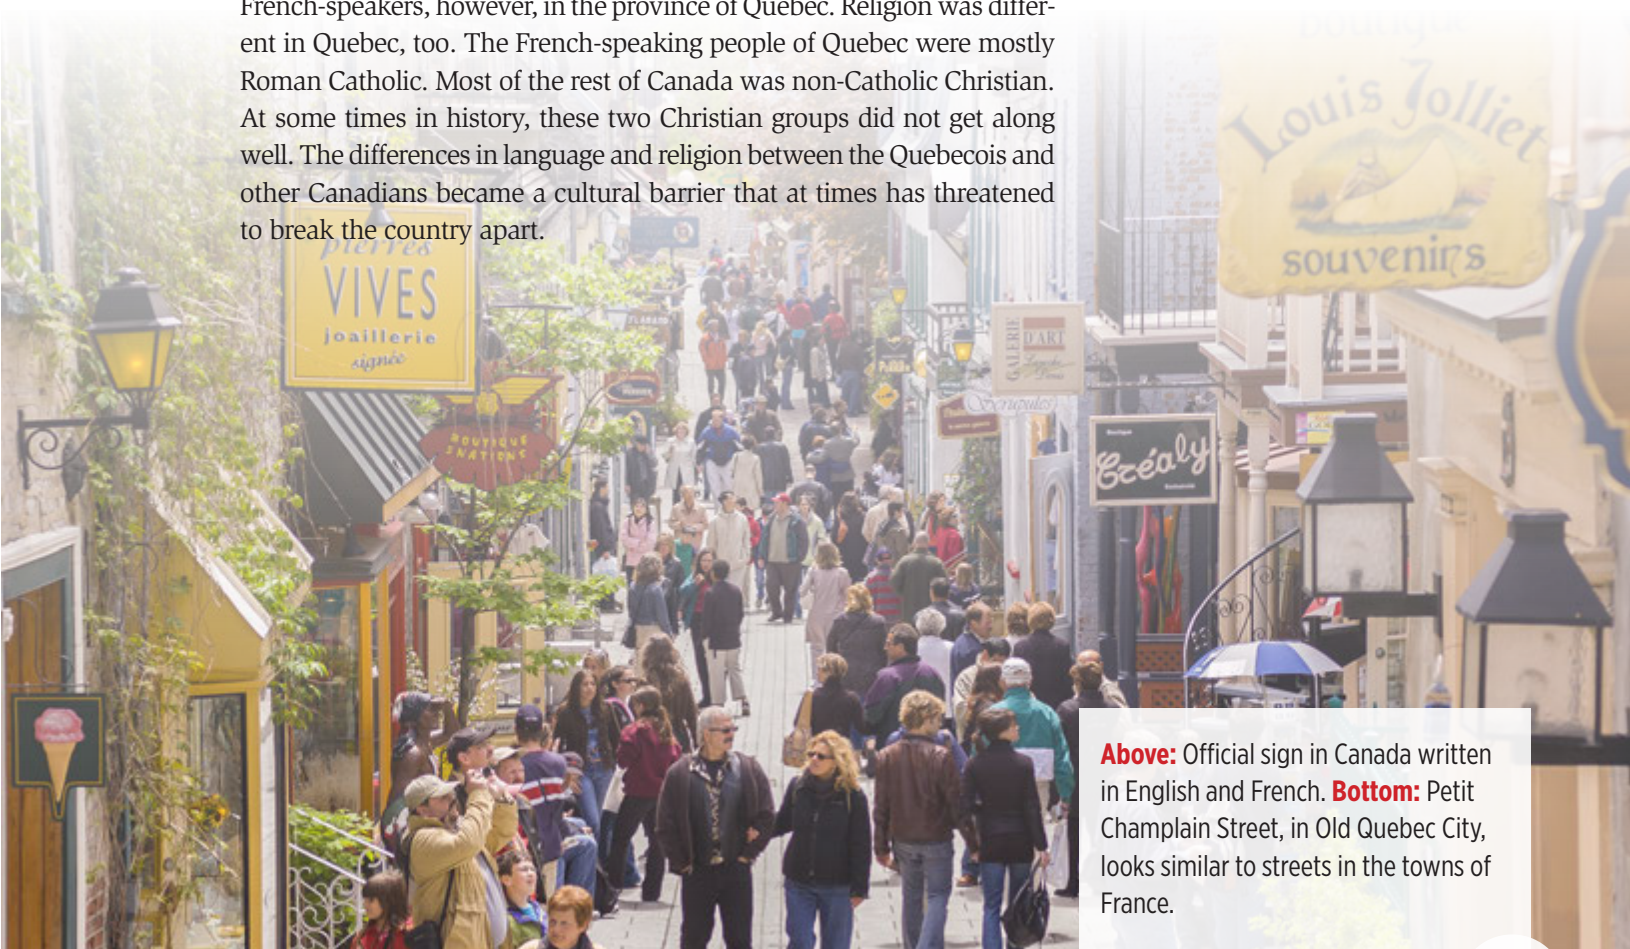 French-speakers, however, in the province of Quebec. Religion was differ-
ent in Quebec, too. The French-speaking people of Quebec were mostly
Roman Catholic. Most of the rest of Canada was non-Catholic Christian.
At some times in history, these two Christian groups did not get along
well. The differences in language and religion between the Quebecois and
other Canadians became a cultural barrier that at times has threatened
to break the country apart.
Louis Jolliet
souvenirs
pierres
VIVES
joaillerie
signée
GALERIE
D'ART
BOUTIQUE
Scrupules
Boutique
Créaly
Above: Official sign in Canada written
in English and French. Bottom: Petit
Champlain Street, in Old Quebec City,
looks similar to streets in the towns of
France.